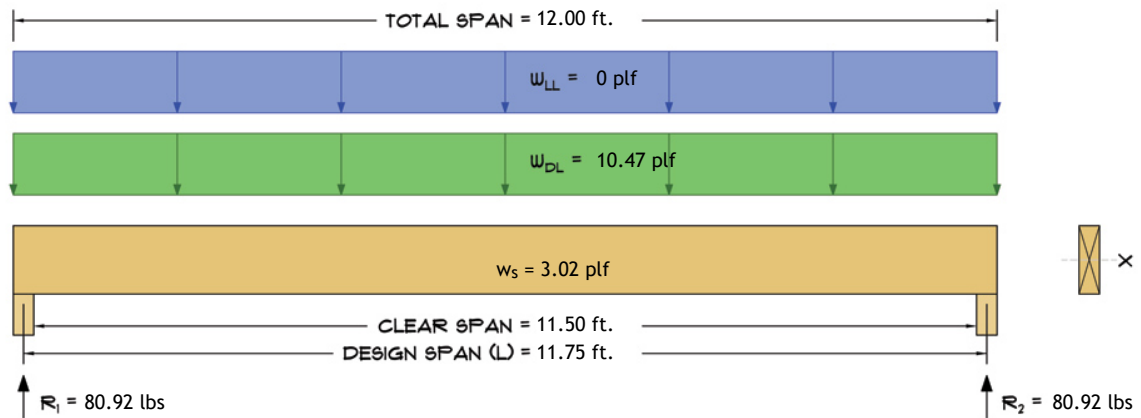 TOTAL SPAN = 12.00 ft.
WLL = 0 plf
WDL = 10.47 plf
ws = 3.02 plf
X
CLEAR SPAN = 11.50 ft.
DESIGN SPAN (L) = 11.75 ft.
R1 = 80.92 lbs
R2 = 80.92 lbs